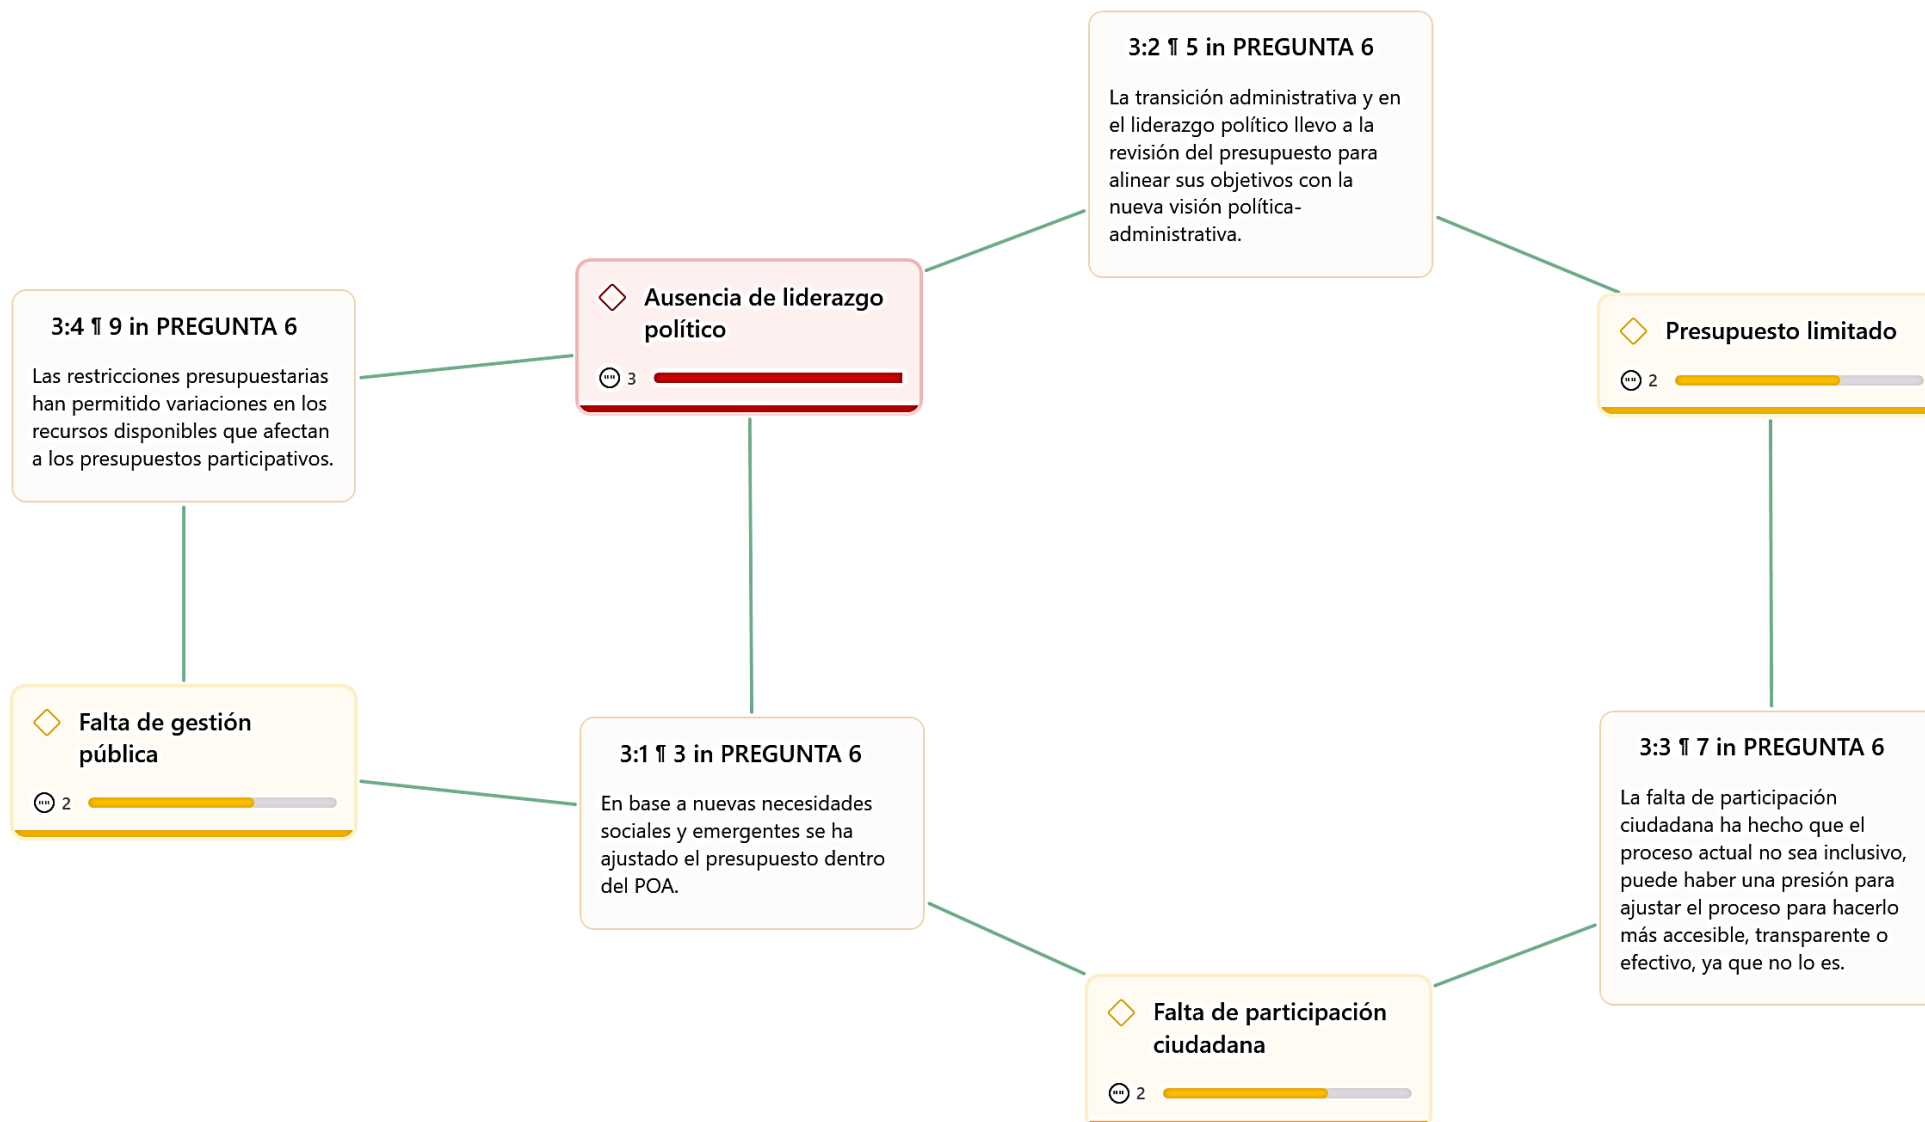 3:2 ¶ 5 in PREGUNTA 6
La transición administrativa y en
el liderazgo político llevo a la
revisión del presupuesto para
alinear sus objetivos con la
nueva visión política-
administrativa.
3:4 ¶ 9 in PREGUNTA 6
Las restricciones presupuestarias
han permitido variaciones en los
recursos disponibles que afectan
a los presupuestos participativos.
Ausencia de liderazgo
político
3
Presupuesto limitado
2
Falta de gestión
pública
2
3:1 ¶ 3 in PREGUNTA 6
En base a nuevas necesidades
sociales y emergentes se ha
ajustado el presupuesto dentro
del POA.
3:3 ¶ 7 in PREGUNTA 6
La falta de participación
ciudadana ha hecho que el
proceso actual no sea inclusivo,
puede haber una presión para
ajustar el proceso para hacerlo
más accesible, transparente o
efectivo, ya que no lo es.
Falta de participación
ciudadana
2